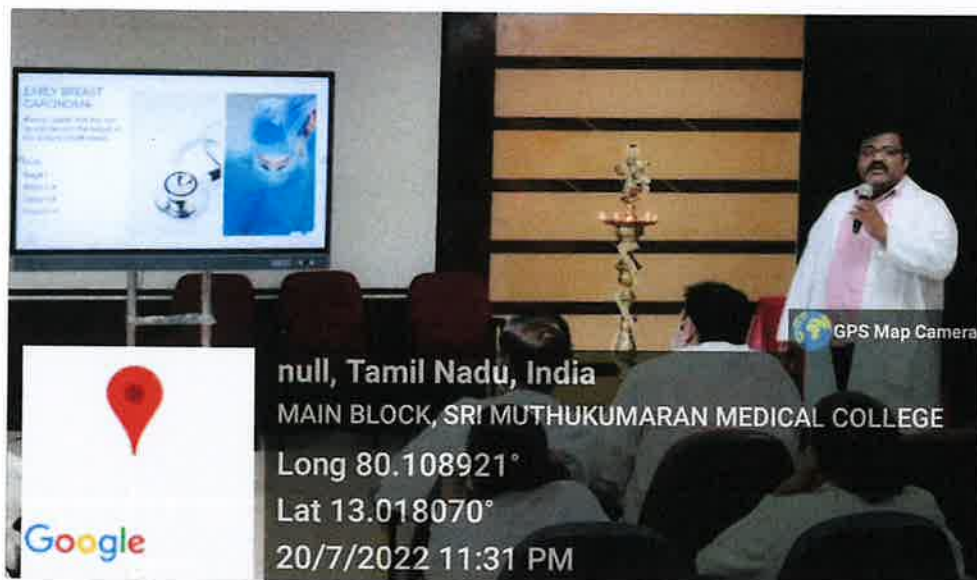 EARLY BREAST
CARCINOMA
GPS Map Camera
null, Tamil Nadu, India
MAIN BLOCK, SRI MUTHUKUMARAN MEDICAL COLLEGE
Long 80.108921°
Lat 13.018070°
Google
20/7/2022 11:31 PM